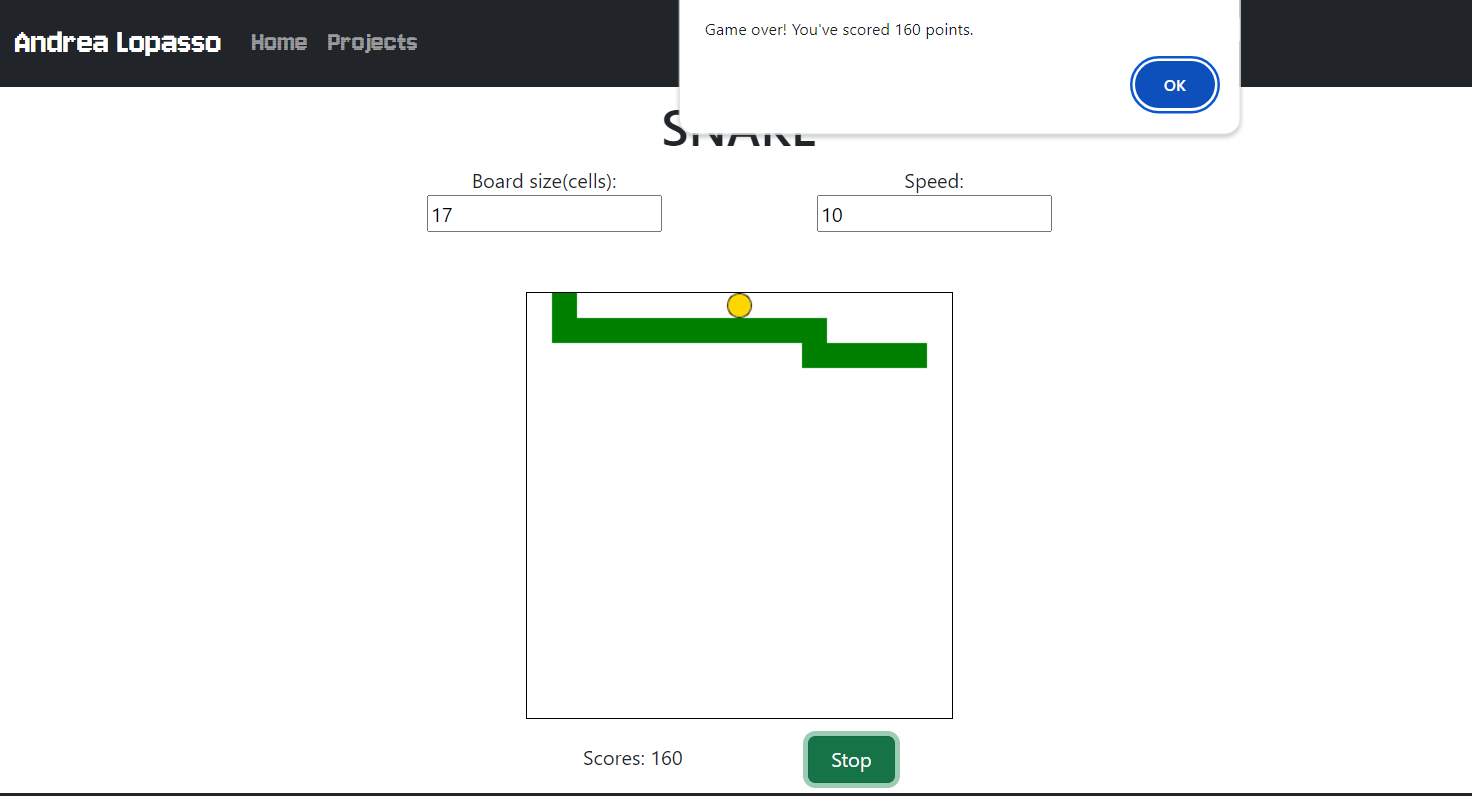 Andrea Lopasso Home Projects
Game over! You've scored 160 points.
OK
SNAKE
Board size(cells): Speed:
17 10
Scores: 160 Stop